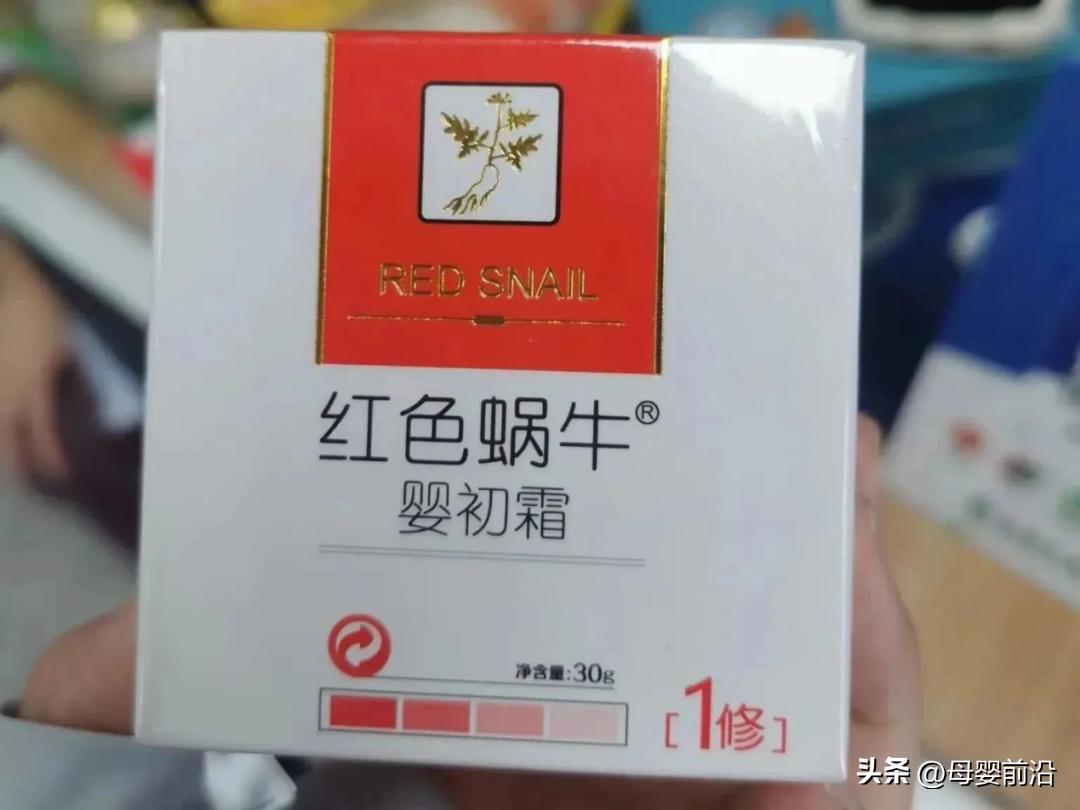 RED SNAIL
红色蜗牛®
婴初霜
净含量:30g
[1修]
头条 @母婴前沿